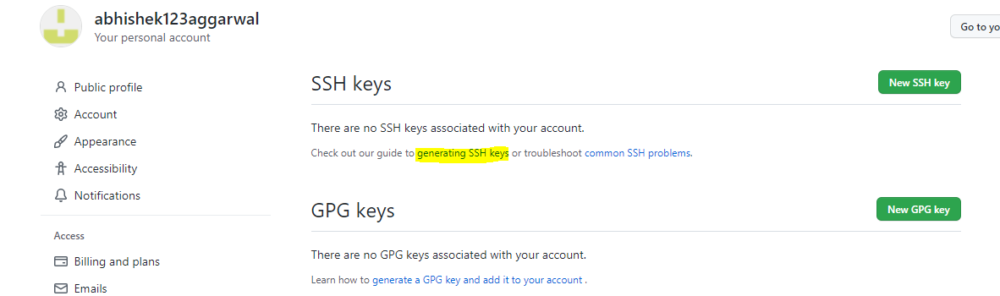 abhishek123aggarwal
Your personal account
Go to yo
Public profile
Account
Appearance
Accessibility
Notifications
Access
Billing and plans
Emails
SSH keys
New SSH key
There are no SSH keys associated with your account.
Check out our guide to generating SSH keys or troubleshoot common SSH problems.
GPG keys
New GPG key
There are no GPG keys associated with your account.
Learn how to generate a GPG key and add it to your account .